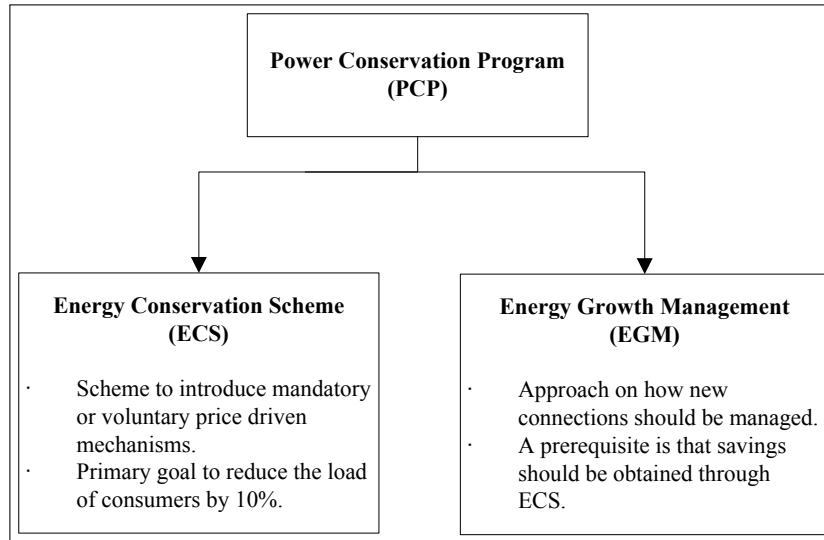 Power Conservation Program
(PCP)
Energy Conservation Scheme
(ECS)
· Scheme to introduce mandatory
or voluntary price driven
mechanisms.
· Primary goal to reduce the load
of consumers by 10%.
Energy Growth Management
(EGM)
· Approach on how new
connections should be managed.
· A prerequisite is that savings
should be obtained through
ECS.